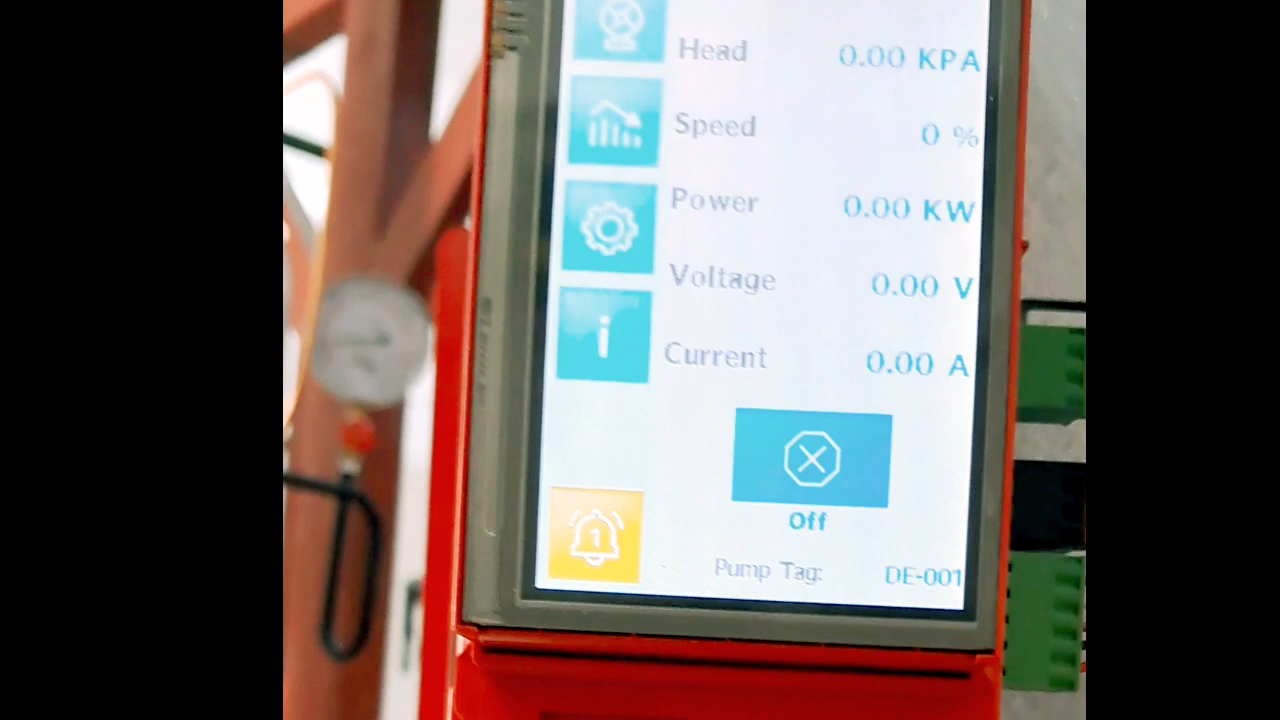 Head 0.00 KPA
Speed 0 %
Power 0.00 KW
Voltage 0.00 V
Current 0.00 A
i
Off
1
Pump Tag: DE-001